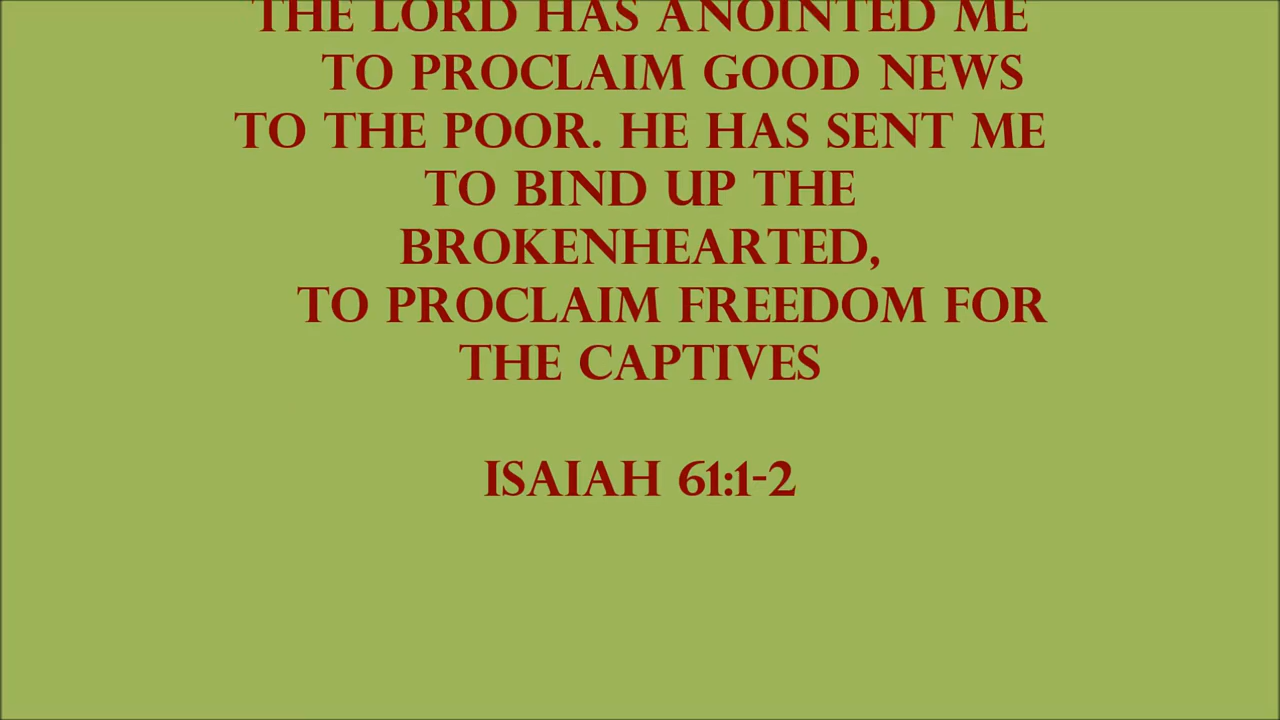 THE LORD HAS ANOINTED ME
TO PROCLAIM GOOD NEWS
TO THE POOR. HE HAS SENT ME
TO BIND UP THE
BROKENHEARTED,
TO PROCLAIM FREEDOM FOR
THE CAPTIVES
ISAIAH 61:1-2